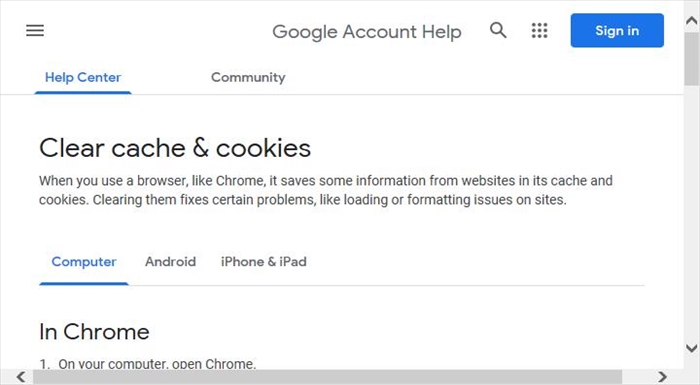 Google Account Help
Sign in
Help Center
Community
Clear cache & cookies
When you use a browser, like Chrome, it saves some information from websites in its cache and
cookies. Clearing them fixes certain problems, like loading or formatting issues on sites.
Computer
Android
iPhone & iPad
In Chrome
1. On your computer, open Chrome.